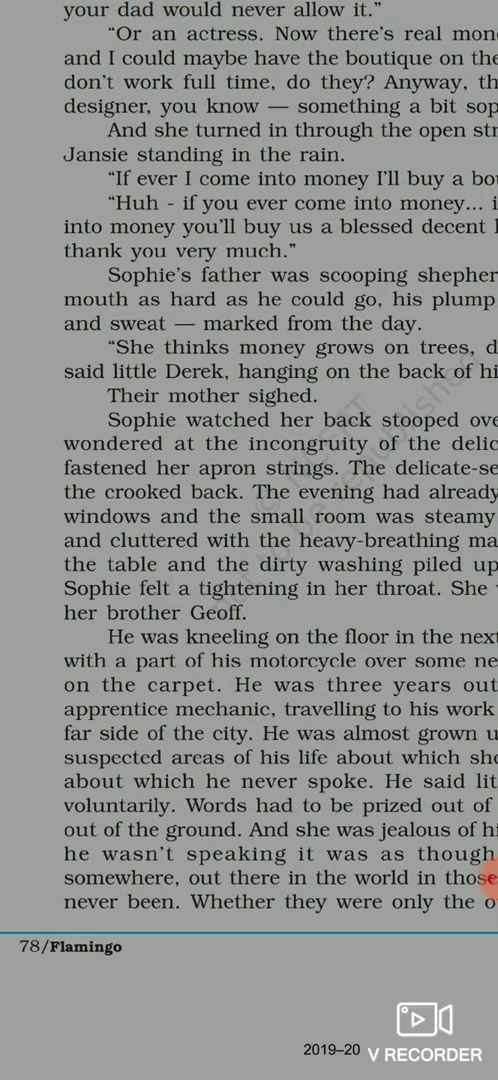 your dad would never allow it.”
“Or an actress. Now there’s real mon
and I could maybe have the boutique on the
don’t work full time, do they? Anyway, th
designer, you know — something a bit sop
And she turned in through the open str
Jansie standing in the rain.
“If ever I come into money I’ll buy a bou
“Huh - if you ever come into money... i
into money you’ll buy us a blessed decent
thank you very much.”
Sophie’s father was scooping shepher
mouth as hard as he could go, his plump
and sweat — marked from the day.
“She thinks money grows on trees, d
said little Derek, hanging on the back of hi
Their mother sighed.
Sophie watched her back stooped ove
wondered at the incongruity of the delic
fastened her apron strings. The delicate-se
the crooked back. The evening had already
windows and the small room was steamy
and cluttered with the heavy-breathing ma
the table and the dirty washing piled up
Sophie felt a tightening in her throat. She
her brother Geoff.
He was kneeling on the floor in the next
with a part of his motorcycle over some ne
on the carpet. He was three years out
apprentice mechanic, travelling to his work
far side of the city. He was almost grown u
suspected areas of his life about which she
about which he never spoke. He said lit
voluntarily. Words had to be prized out of
out of the ground. And she was jealous of hi
he wasn’t speaking it was as though
somewhere, out there in the world in those
never been. Whether they were only the o
© NCERT
not to be republished
78/Flamingo
2019–20
V RECORDER